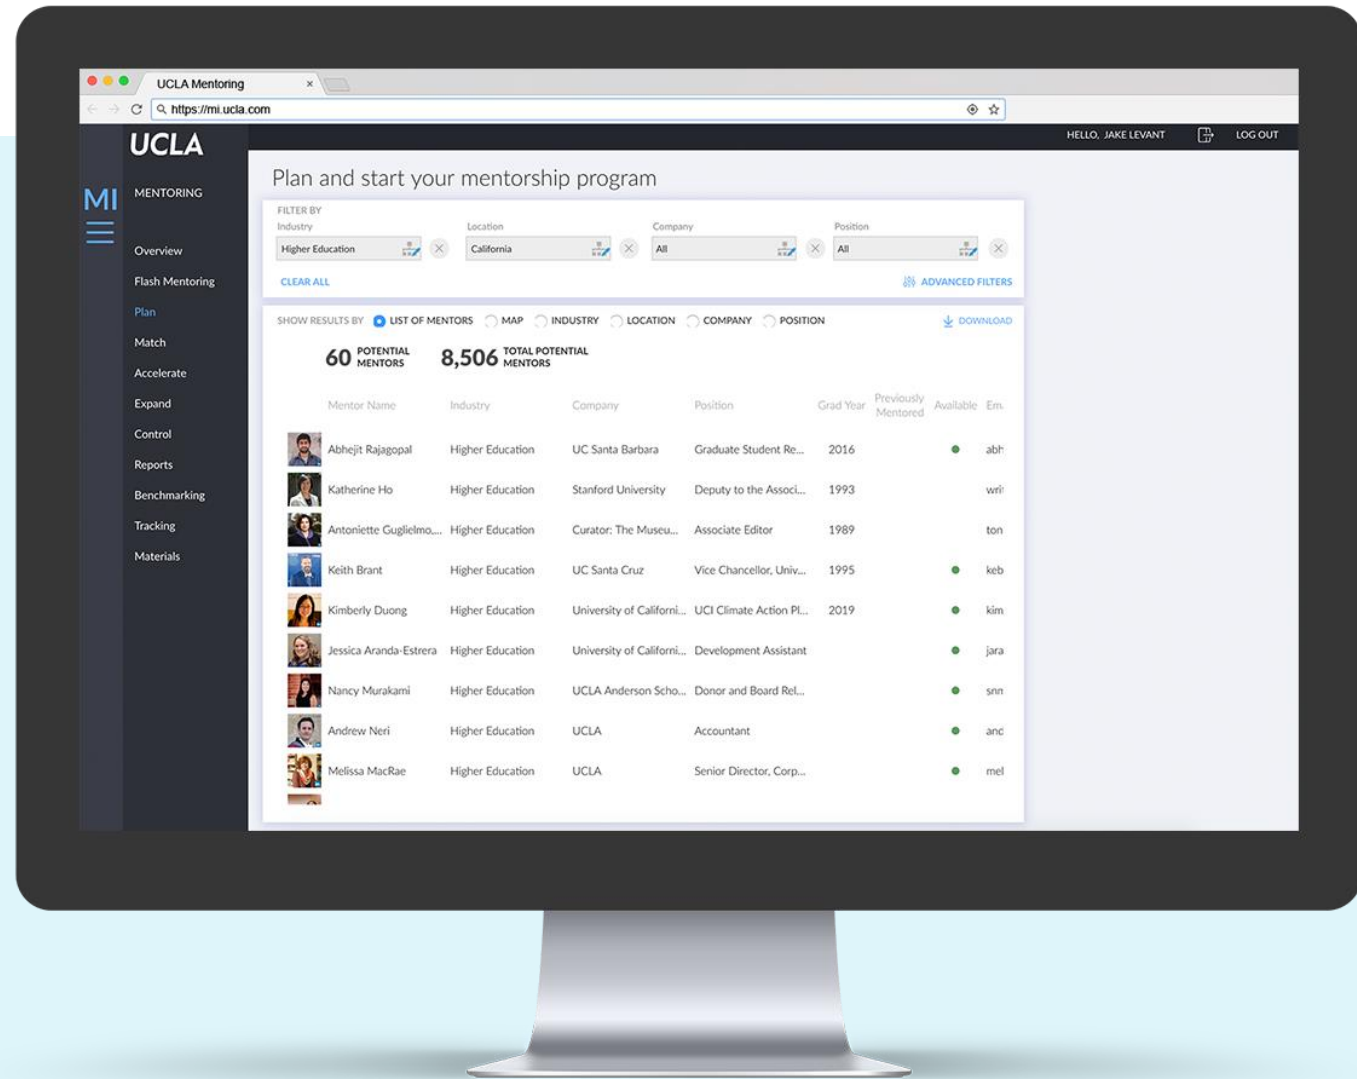 UCLA Mentoring ×
https://mi.ucla.com
UCLA
HELLO, JAKE LEVANT LOG OUT
MI
MENTORING
Overview
Flash Mentoring
Plan
Match
Accelerate
Expand
Control
Reports
Benchmarking
Tracking
Materials
Plan and start your mentorship program
FILTER BY
Industry Location Company Position
Higher Education California All All
CLEAR ALL ADVANCED FILTERS
SHOW RESULTS BY LIST OF MENTORS MAP INDUSTRY LOCATION COMPANY POSITION DOWNLOAD
60 POTENTIAL MENTORS 8,506 TOTAL POTENTIAL MENTORS
Mentor Name Industry Company Position Grad Year Previously Mentored Available Em
Abhejit Rajagopal Higher Education UC Santa Barbara Graduate Student Re... 2016 abh
Katherine Ho Higher Education Stanford University Deputy to the Associ... 1993 wri
Antoniette Guglielmo,... Higher Education Curator: The Museu... Associate Editor 1989 ton
Keith Brant Higher Education UC Santa Cruz Vice Chancellor, Univ... 1995 keb
Kimberly Duong Higher Education University of Californi... UCI Climate Action Pl... 2019 kim
Jessica Aranda-Estrera Higher Education University of Californi... Development Assistant jara
Nancy Murakami Higher Education UCLA Anderson Scho... Donor and Board Rel... snn
Andrew Neri Higher Education UCLA Accountant and
Melissa MacRae Higher Education UCLA Senior Director, Corp... mel